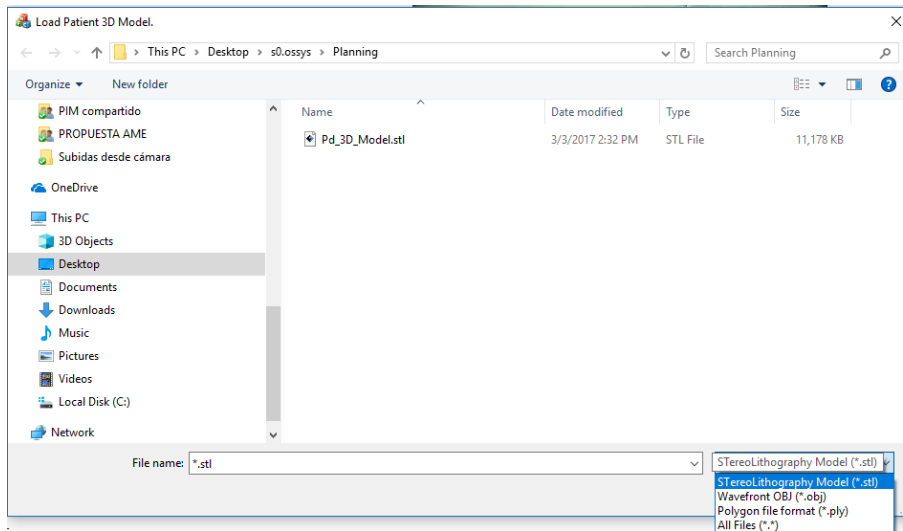 Load Patient 3D Model.
This PC > Desktop > s0.ossys > Planning
Search Planning
Organize
New folder
PIM compartido
PROPUESTA AME
Subidas desde cámara
OneDrive
This PC
3D Objects
Desktop
Documents
Downloads
Music
Pictures
Videos
Local Disk (C:)
Network
Name Date modified Type Size
Pd_3D_Model.stl 3/3/2017 2:32 PM STL File 11,178 KB
File name: *.stl
STereoLithography Model (*.stl)
STereoLithography Model (*.stl)
Wavefront OBJ (*.obj)
Polygon file format (*.ply)
All Files (*.*)